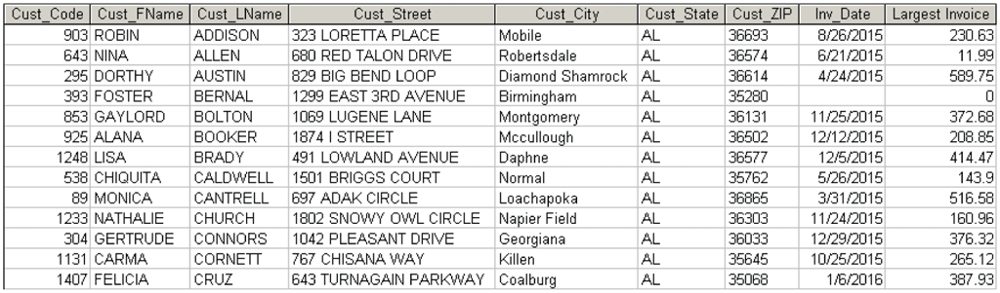 Cust_Code Cust_FName Cust_LName Cust_Street Cust_City Cust_State Cust_ZIP Inv_Date Largest Invoice
903 ROBIN ADDISON 323 LORETTA PLACE Mobile AL 36693 8/26/2015 230.63
643 NINA ALLEN 680 RED TALON DRIVE Robertsdale AL 36574 6/21/2015 11.99
295 DORTHY AUSTIN 829 BIG BEND LOOP Diamond Shamrock AL 36614 4/24/2015 589.75
393 FOSTER BERNAL 1299 EAST 3RD AVENUE Birmingham AL 35280 0
853 GAYLORD BOLTON 1069 LUGENE LANE Montgomery AL 36131 11/25/2015 372.68
925 ALANA BOOKER 1874 I STREET Mccullough AL 36502 12/12/2015 208.85
1248 LISA BRADY 491 LOWLAND AVENUE Daphne AL 36577 12/5/2015 414.47
538 CHIQUITA CALDWELL 1501 BRIGGS COURT Normal AL 35762 5/26/2015 143.9
89 MONICA CANTRELL 697 ADAK CIRCLE Loachapoka AL 36865 3/31/2015 516.58
1233 NATHALIE CHURCH 1802 SNOWY OWL CIRCLE Napier Field AL 36303 11/24/2015 160.96
304 GERTRUDE CONNORS 1042 PLEASANT DRIVE Georgiana AL 36033 12/29/2015 376.32
1131 CARMA CORNETT 767 CHISANA WAY Killen AL 35645 10/25/2015 265.12
1407 FELICIA CRUZ 643 TURNAGAIN PARKWAY Coalburg AL 35068 1/6/2016 387.93